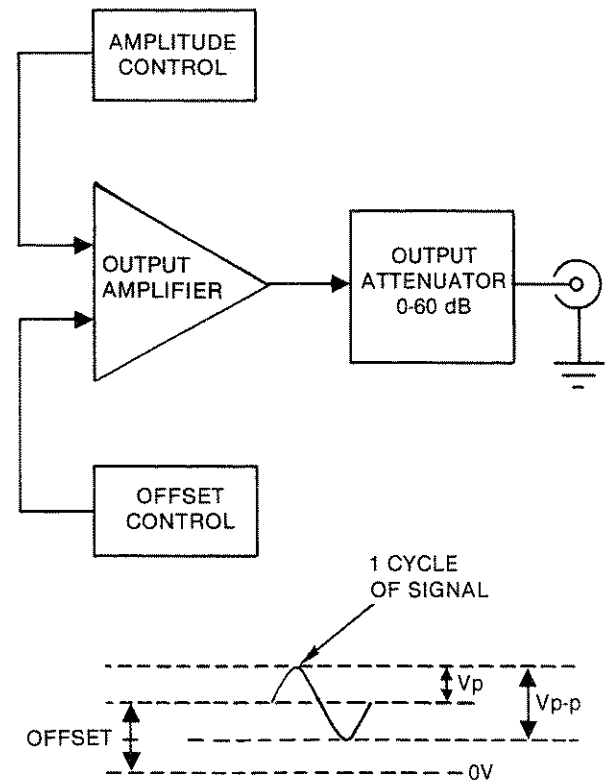 AMPLITUDE
CONTROL
OUTPUT
AMPLIFIER
OUTPUT
ATTENUATOR
0-60 dB
OFFSET
CONTROL
1 CYCLE
OF SIGNAL
Vp
Vp-p
OFFSET
0V